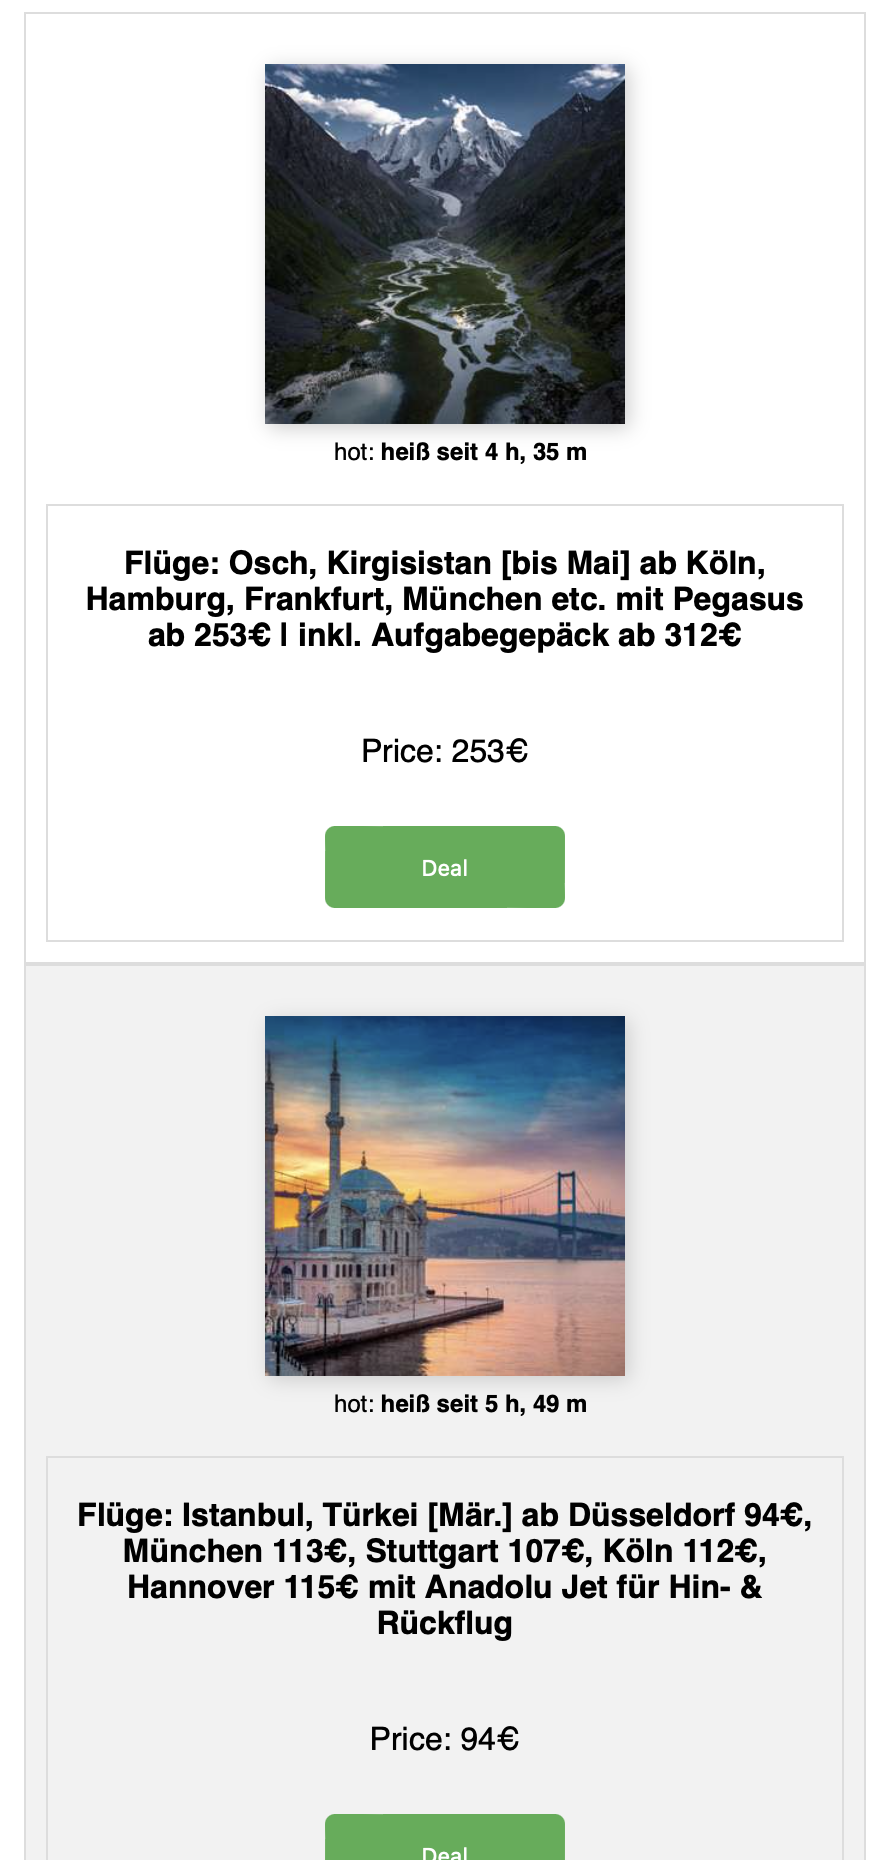 hot: heiß seit 4 h, 35 m
Flüge: Osch, Kirgisistan [bis Mai] ab Köln,
Hamburg, Frankfurt, München etc. mit Pegasus
ab 253€ | inkl. Aufgabegepäck ab 312€
Price: 253€
Deal
hot: heiß seit 5 h, 49 m
Flüge: Istanbul, Türkei [Mär.] ab Düsseldorf 94€,
München 113€, Stuttgart 107€, Köln 112€,
Hannover 115€ mit Anadolu Jet für Hin- &
Rückflug
Price: 94€
Deal